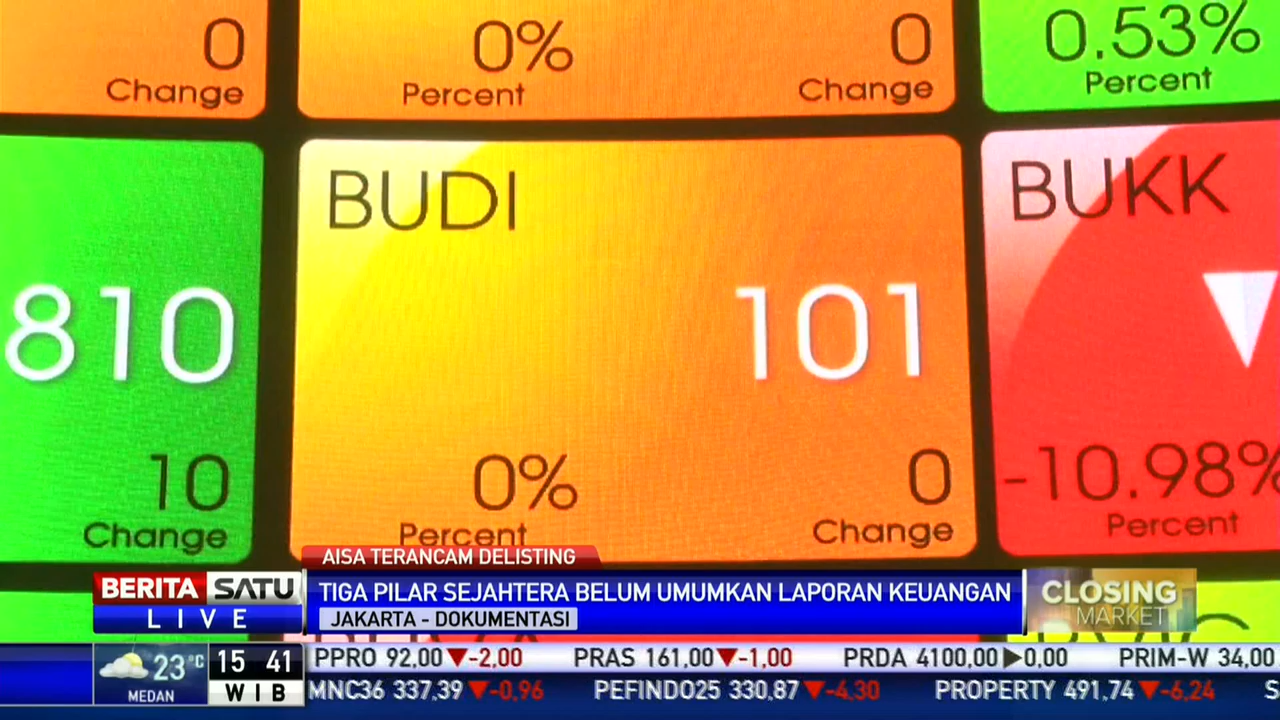 0
Change
0%
Percent
0
Change
0.53%
Percent
810
10
Change
BUDI
101
0%
Percent
0
Change
BUKK
-10.98%
Percent
AISA TERANCAM DELISTING
BERITA SATU
LIVE
TIGA PILAR SEJAHTERA BELUM UMUMKAN LAPORAN KEUANGAN
JAKARTA - DOKUMENTASI
CLOSING
MARKET
23°C
MEDAN
15 41
WIB
PPRO 92,00▼-2,00 PRAS 161,00▼-1,00 PRDA 4100,00▶0,00 PRIM-W 34,00
MNC36 337,39 ▼-0,96 PEFINDO25 330,87 ▼-4,30 PROPERTY 491,74 ▼-6,24 S